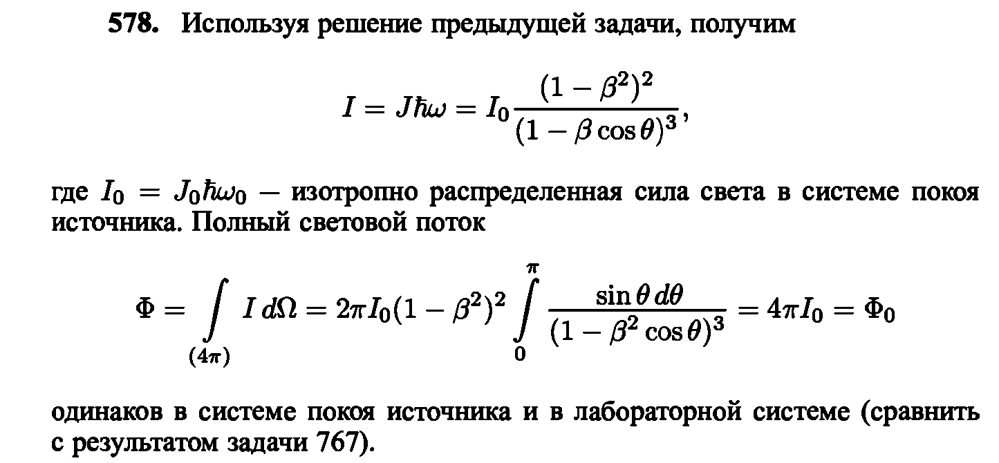 578. Используя решение предыдущей задачи, получим
I = Jħω = I₀ (1 − β²)² / (1 − β cos θ)³,
где I₀ = J₀ħω₀ — изотропно распределенная сила света в системе покоя
источника. Полный световой поток
Φ = ∫_(4π) I dΩ = 2πI₀(1 − β²)² ∫₀^π sin θ dθ / (1 − β² cos θ)³ = 4πI₀ = Φ₀
одинаков в системе покоя источника и в лабораторной системе (сравнить
с результатом задачи 767).